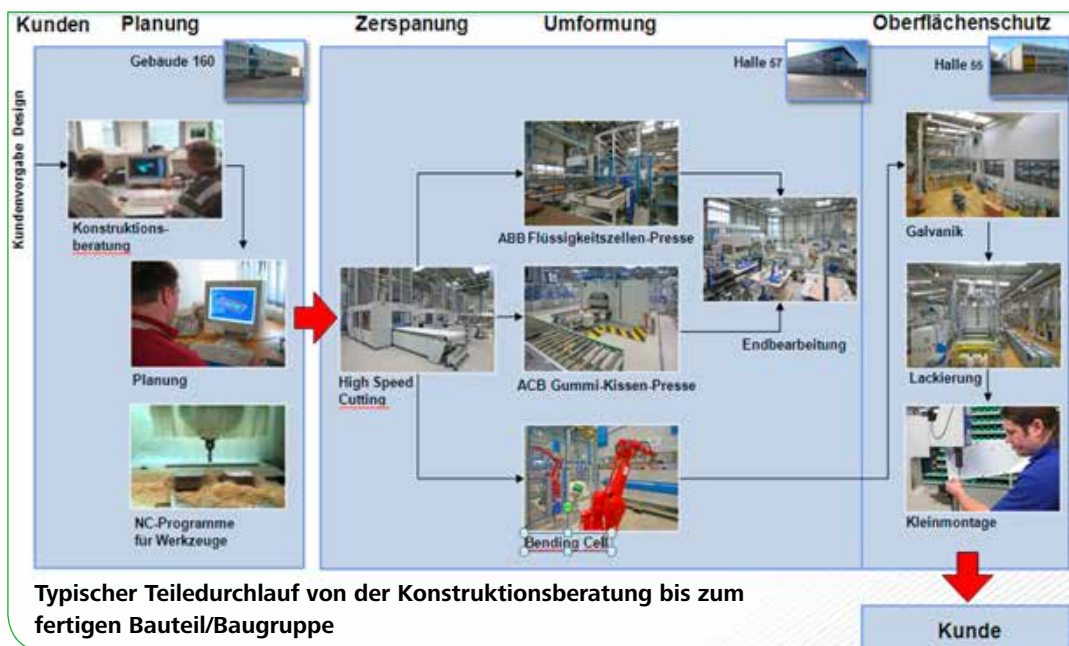 Kunden
Planung
Zerspanung
Umformung
Oberflächenschutz
Gebäude 160
Halle 57
Halle 55
Kundenvorgabe Design
Konstruktions-
beratung
Planung
NC-Programme
für Werkzeuge
High Speed
Cutting
ABB Flüssigkeitszellen-Presse
ACB Gummi-Kissen-Presse
Bending Cell
Endbearbeitung
Galvanik
Lackierung
Kleinmontage
Typischer Teiledurchlauf von der Konstruktionsberatung bis zum
fertigen Bauteil/Baugruppe
Kunde